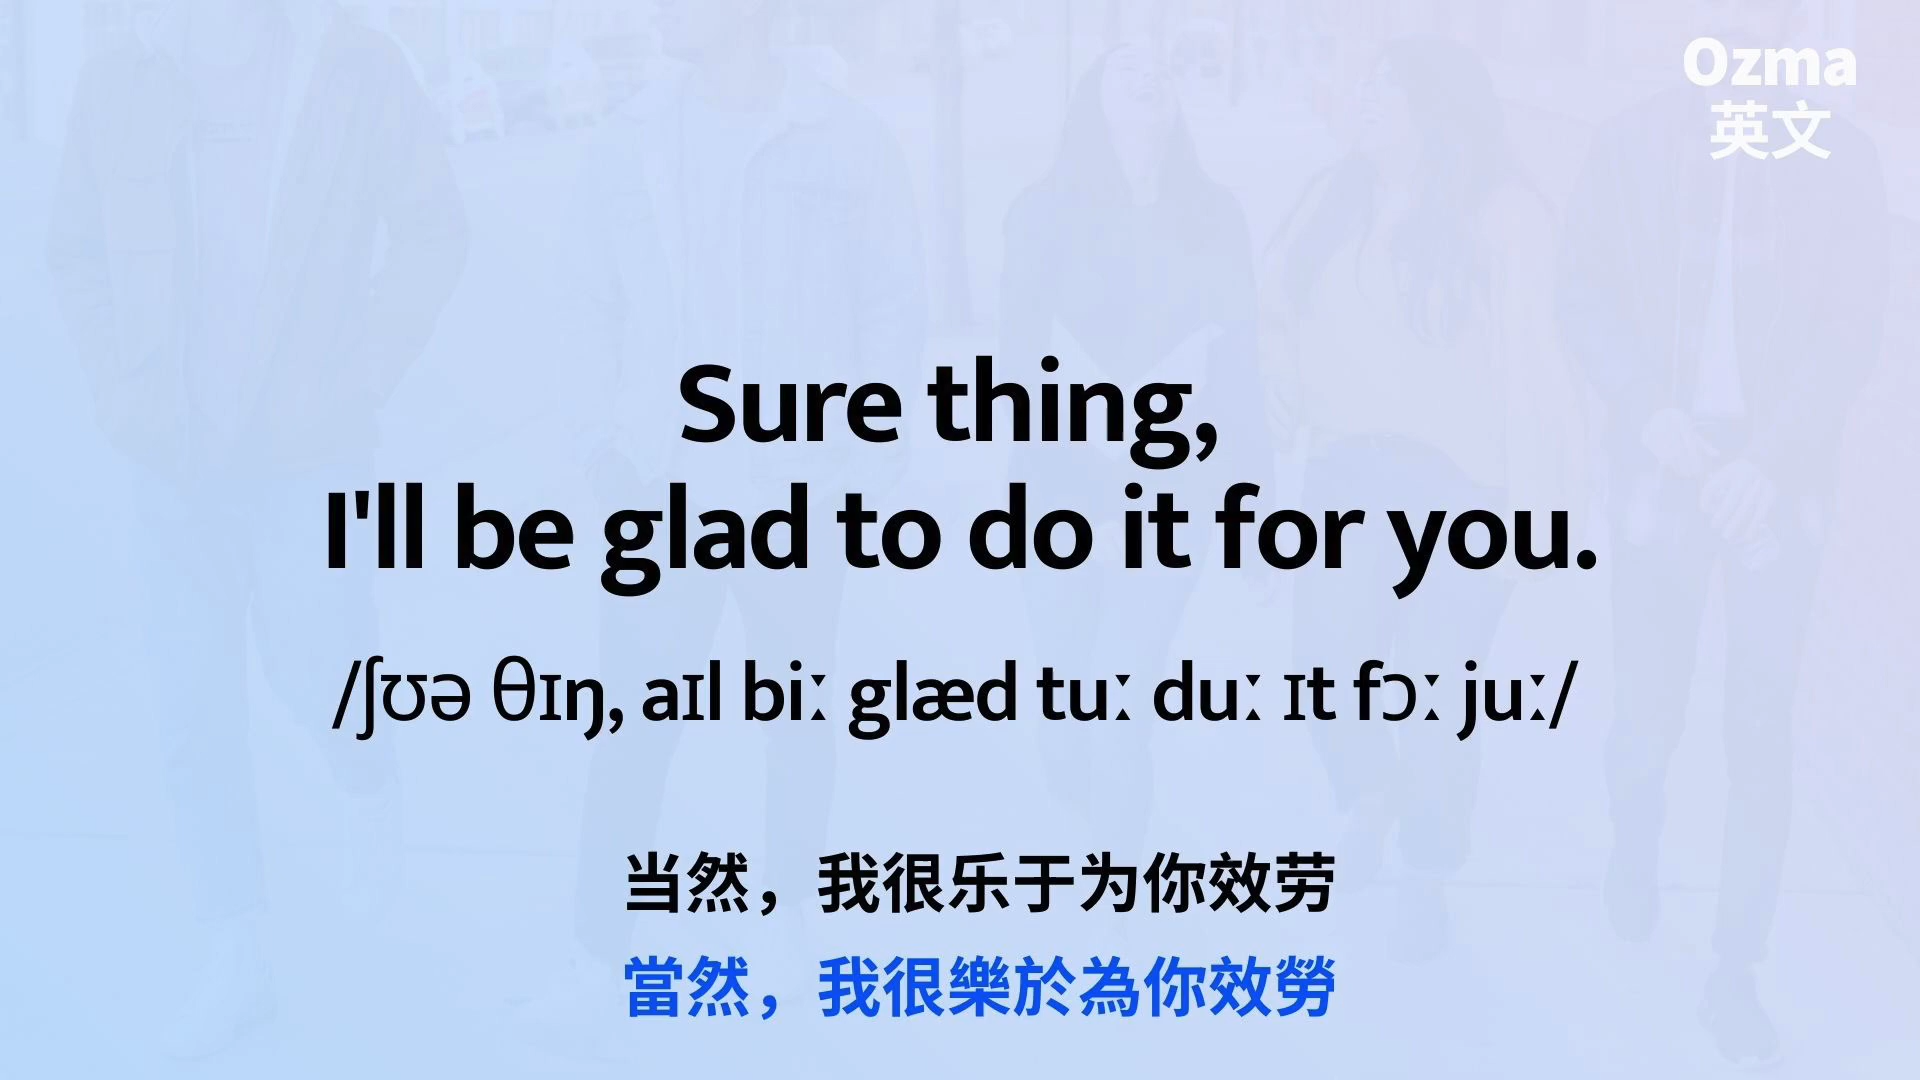 Ozma
英文
Sure thing,
I'll be glad to do it for you.
/ʃʊə θɪŋ, aɪl biː glæd tuː duː ɪt fɔː juː/
当然，我很乐于为你效劳
當然，我很樂於為你效勞